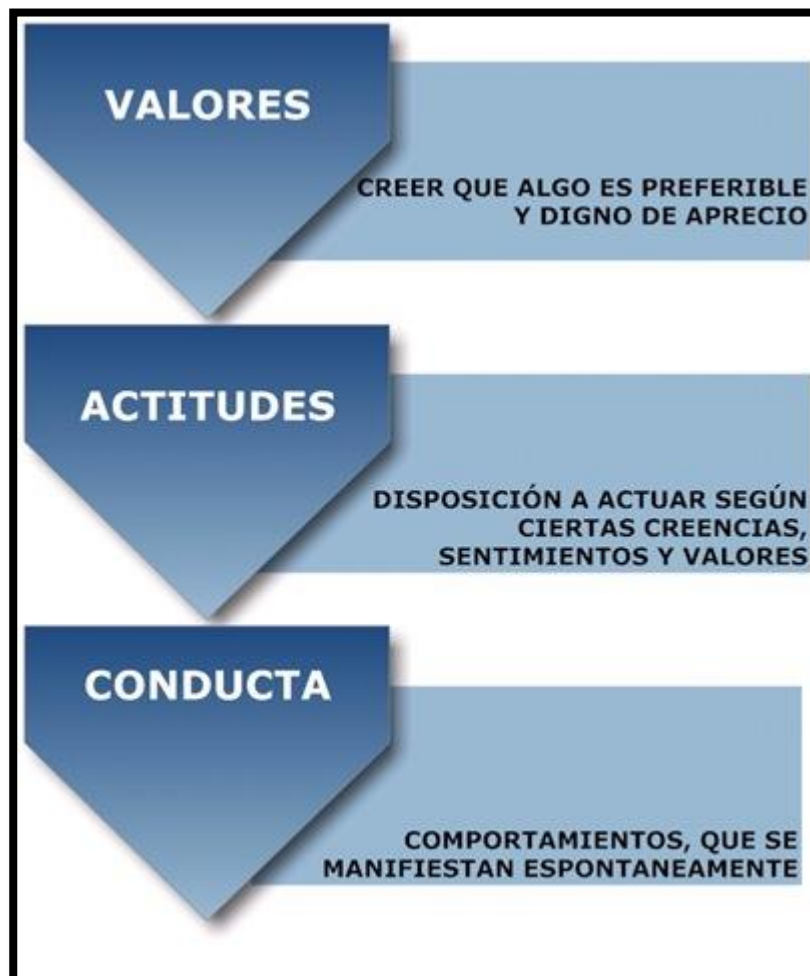 VALORES
CREER QUE ALGO ES PREFERIBLE
Y DIGNO DE APRECIO
ACTITUDES
DISPOSICIÓN A ACTUAR SEGÚN
CIERTAS CREENCIAS,
SENTIMIENTOS Y VALORES
CONDUCTA
COMPORTAMIENTOS, QUE SE
MANIFIESTAN ESPONTANEAMENTE